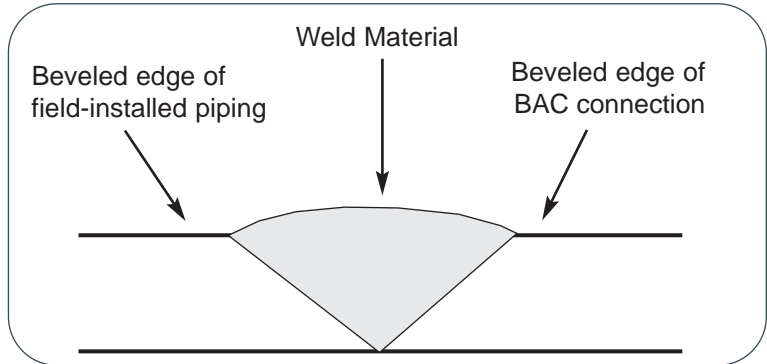 Weld Material
Beveled edge of
field-installed piping
Beveled edge of
BAC connection